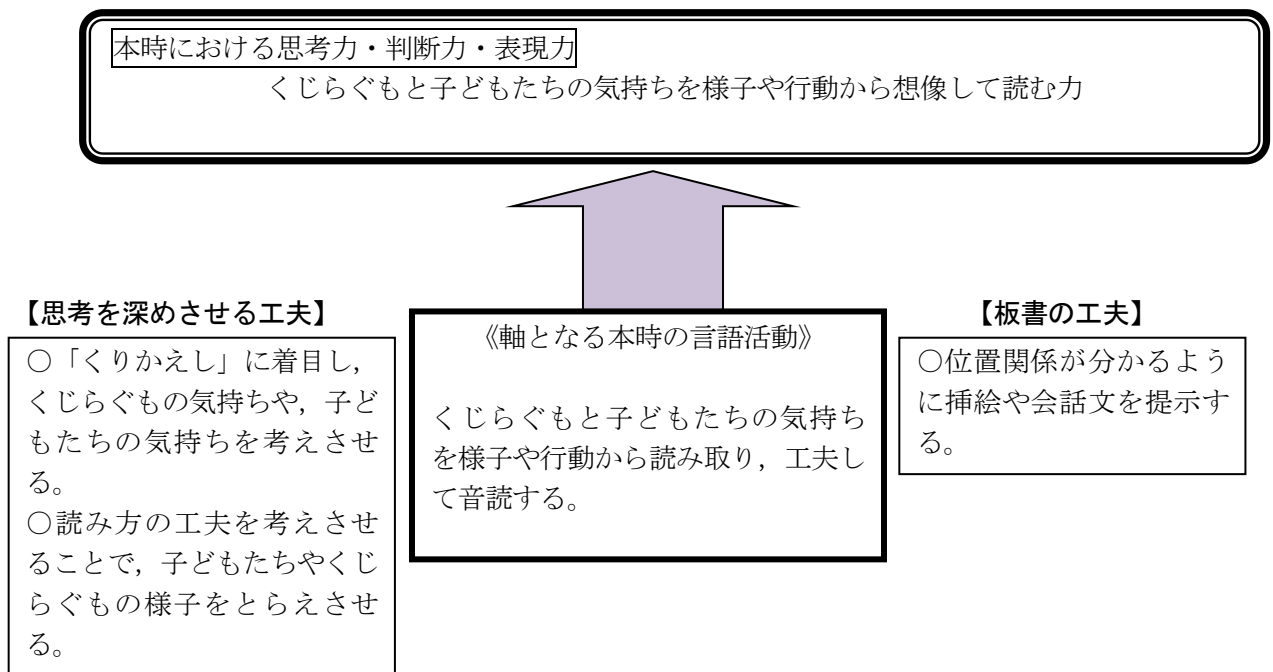 本時における思考力・判断力・表現力
くじらぐもと子どもたちの気持ちを様子や行動から想像して読む力
【思考を深めさせる工夫】
○「くりかえし」に着目し，
くじらぐもの気持ちや，子ど
もたちの気持ちを考えさせ
る。
○読み方の工夫を考えさせ
ることで，子どもたちやくじ
らぐもの様子をとらえさせ
る。
《軸となる本時の言語活動》
くじらぐもと子どもたちの気持ち
を様子や行動から読み取り，工夫し
て音読する。
【板書の工夫】
○位置関係が分かるよう
に挿絵や会話文を提示す
る。